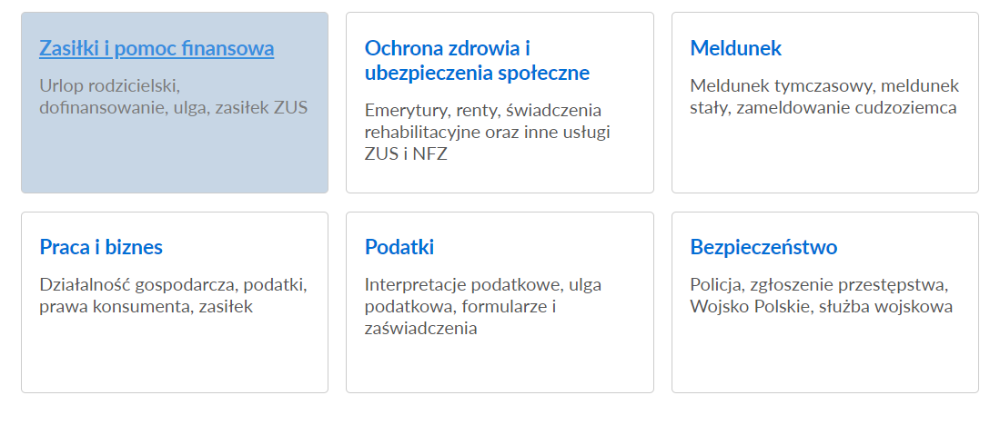 Zasiłki i pomoc finansowa
Urlop rodzicielski,
dofinansowanie, ulga, zasiłek ZUS
Ochrona zdrowia i
ubezpieczenia społeczne
Emerytury, renty, świadczenia
rehabilitacyjne oraz inne usługi
ZUS i NFZ
Meldunek
Meldunek tymczasowy, meldunek
stały, zameldowanie cudzoziemca
Praca i biznes
Działalność gospodarcza, podatki,
prawa konsumenta, zasiłek
Podatki
Interpretacje podatkowe, ulga
podatkowa, formularze i
zaświadczenia
Bezpieczeństwo
Policja, zgłoszenie przestępstwa,
Wojsko Polskie, służba wojskowa